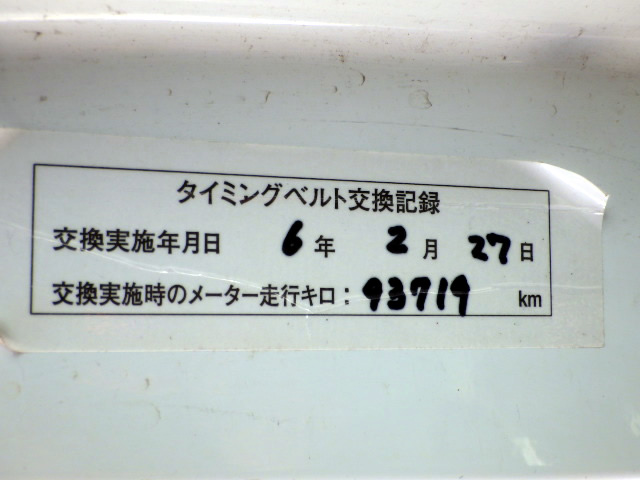 タイミングベルト交換記録
交換実施年月日 6 年 2 月 27 日
交換実施時のメーター走行キロ： 93719 km